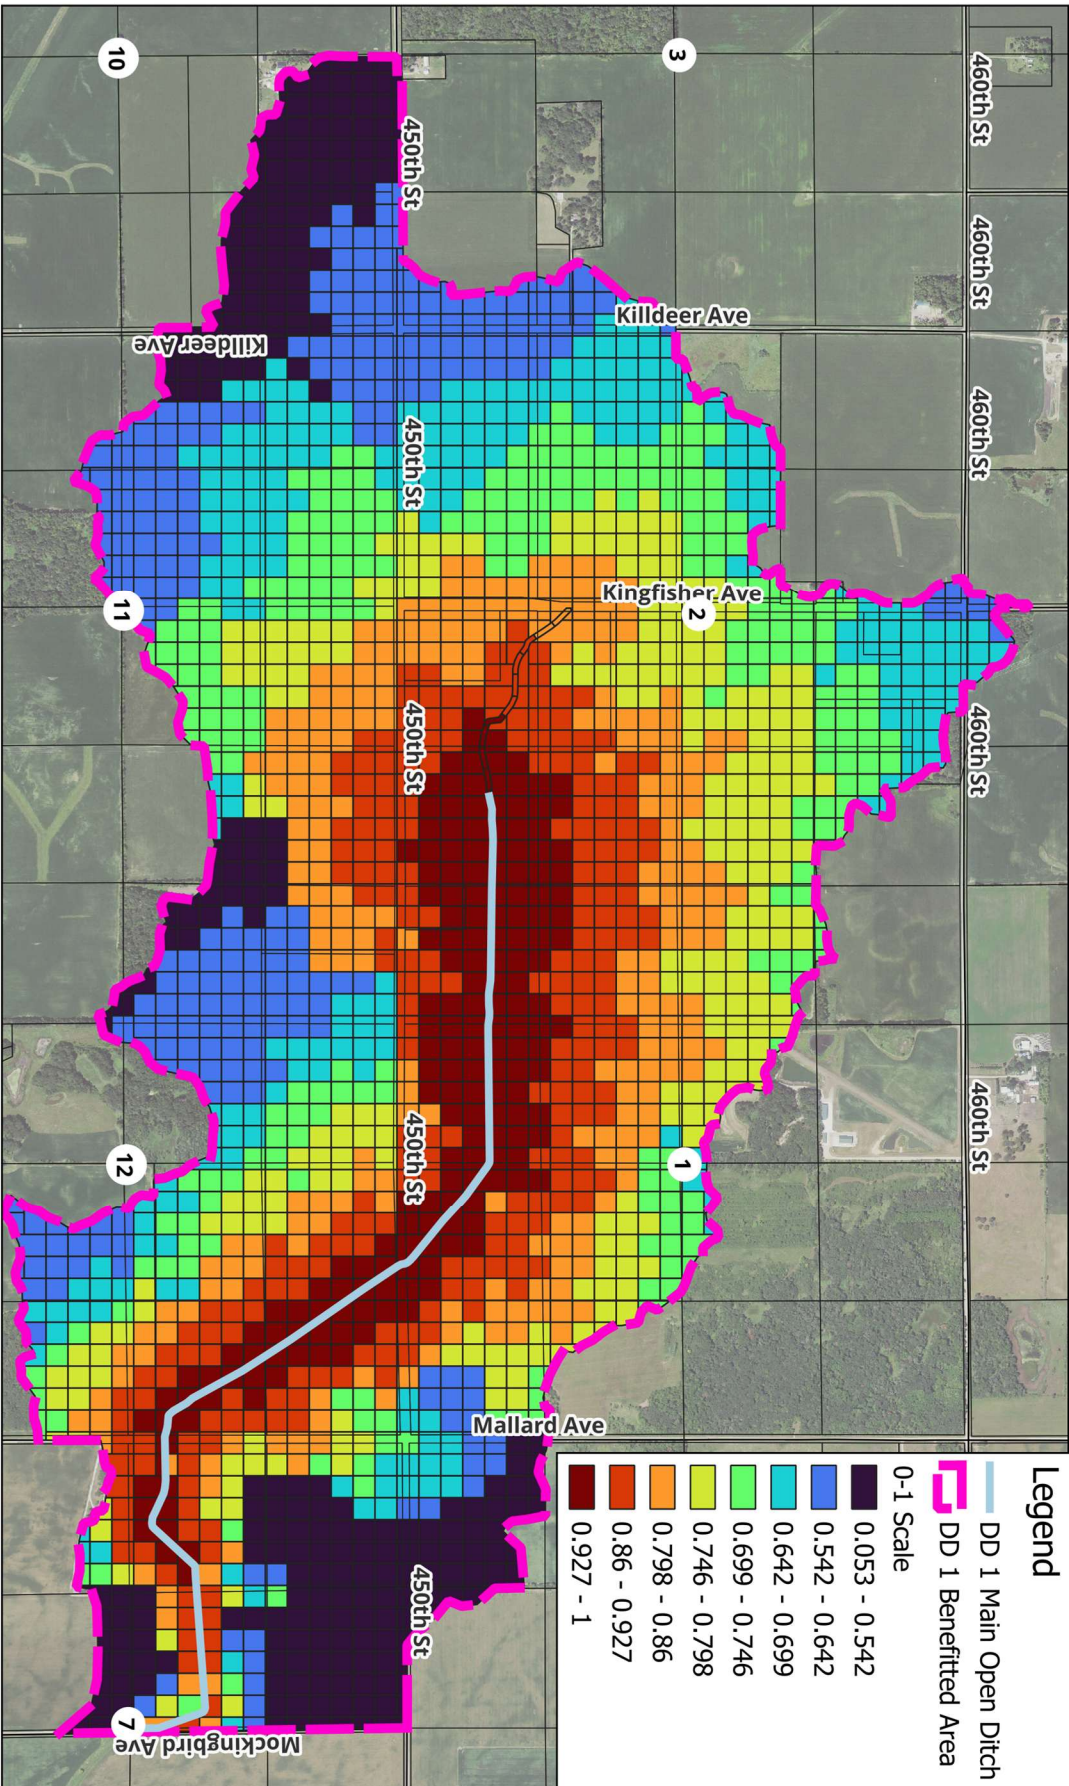 460th St
460th St
460th St
460th St
460th St
10
3
450th St
450th St
450th St
450th St
450th St
Killdeer Ave
Killdeer Ave
Kingfisher Ave
11
2
12
1
Mallard Ave
7
Mockingbird Ave
Legend
DD 1 Main Open Ditch
DD 1 Benefitted Area
0-1 Scale
0.053 - 0.542
0.542 - 0.642
0.642 - 0.699
0.699 - 0.746
0.746 - 0.798
0.798 - 0.86
0.86 - 0.927
0.927 - 1